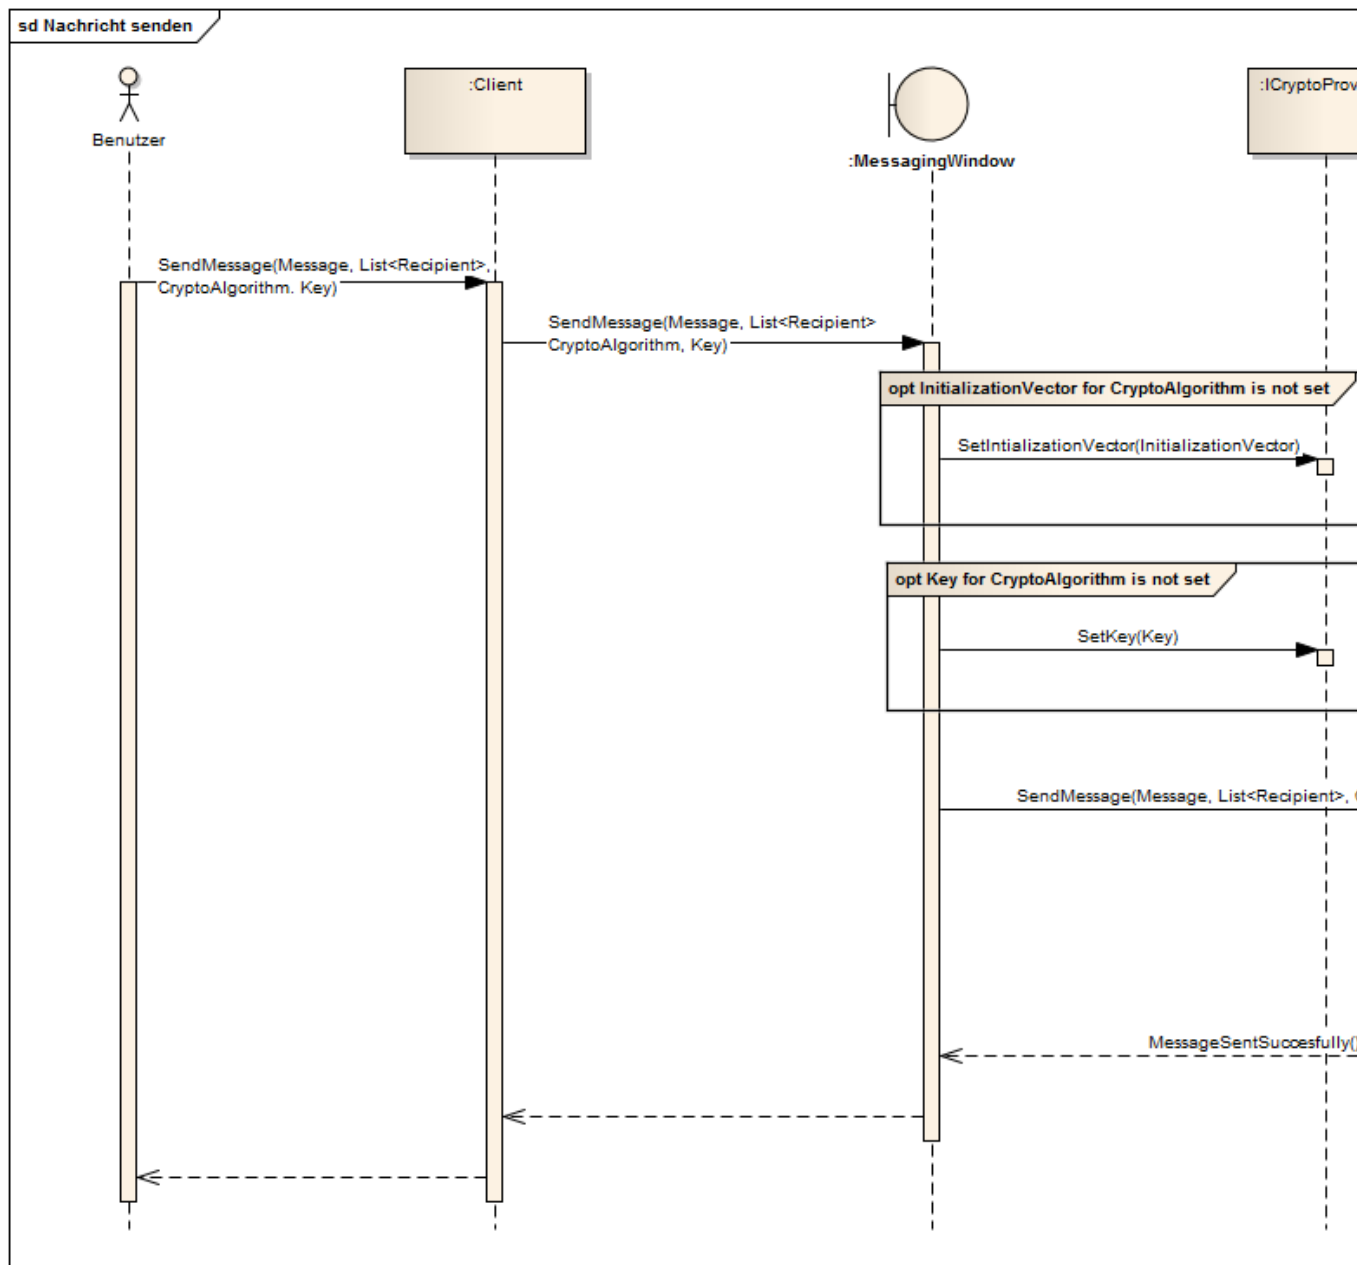 sd Nachricht senden
Benutzer
:Client
:MessagingWindow
:ICryptoProv
SendMessage(Message, List<Recipient>,
CryptoAlgorithm. Key)
SendMessage(Message, List<Recipient>
CryptoAlgorithm, Key)
opt InitializationVector for CryptoAlgorithm is not set
SetIntializationVector(InitializationVector)
opt Key for CryptoAlgorithm is not set
SetKey(Key)
SendMessage(Message, List<Recipient>,
MessageSentSuccesfully()